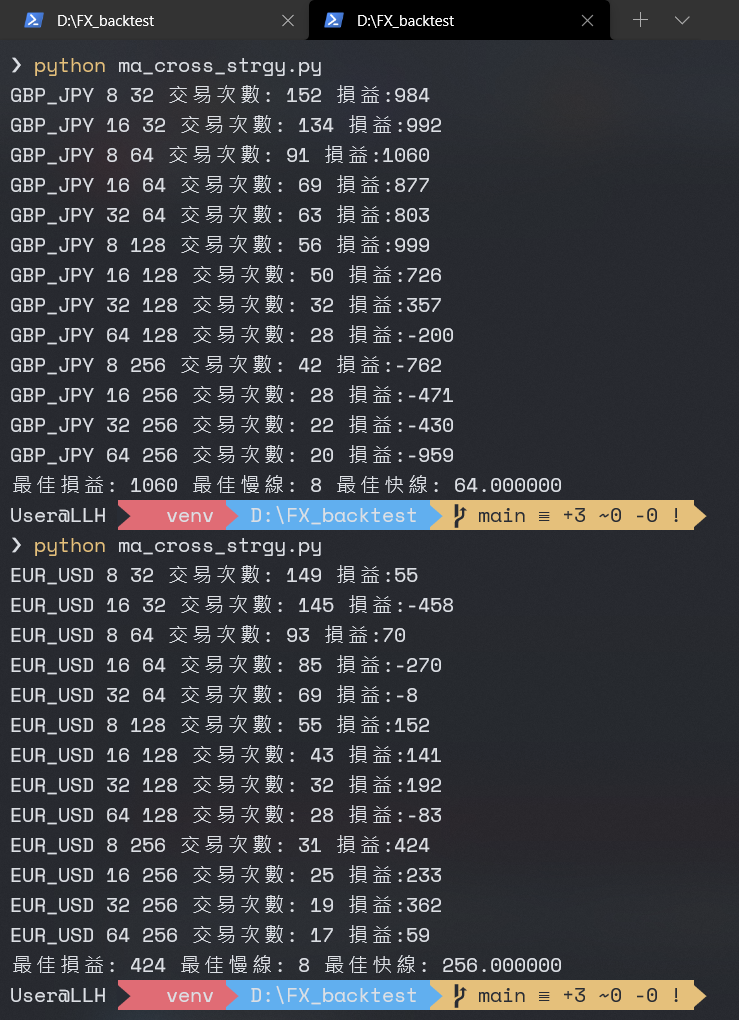 D:\FX_backtest
D:\FX_backtest
❯ python ma_cross_strgy.py
GBP_JPY 8 32 交易次數: 152 損益:984
GBP_JPY 16 32 交易次數: 134 損益:992
GBP_JPY 8 64 交易次數: 91 損益:1060
GBP_JPY 16 64 交易次數: 69 損益:877
GBP_JPY 32 64 交易次數: 63 損益:803
GBP_JPY 8 128 交易次數: 56 損益:999
GBP_JPY 16 128 交易次數: 50 損益:726
GBP_JPY 32 128 交易次數: 32 損益:357
GBP_JPY 64 128 交易次數: 28 損益:-200
GBP_JPY 8 256 交易次數: 42 損益:-762
GBP_JPY 16 256 交易次數: 28 損益:-471
GBP_JPY 32 256 交易次數: 22 損益:-430
GBP_JPY 64 256 交易次數: 20 損益:-959
最佳損益: 1060 最佳慢線: 8 最佳快線: 64.000000
User@LLH venv D:\FX_backtest main ≡ +3 ~0 -0 !
❯ python ma_cross_strgy.py
EUR_USD 8 32 交易次數: 149 損益:55
EUR_USD 16 32 交易次數: 145 損益:-458
EUR_USD 8 64 交易次數: 93 損益:70
EUR_USD 16 64 交易次數: 85 損益:-270
EUR_USD 32 64 交易次數: 69 損益:-8
EUR_USD 8 128 交易次數: 55 損益:152
EUR_USD 16 128 交易次數: 43 損益:141
EUR_USD 32 128 交易次數: 32 損益:192
EUR_USD 64 128 交易次數: 28 損益:-83
EUR_USD 8 256 交易次數: 31 損益:424
EUR_USD 16 256 交易次數: 25 損益:233
EUR_USD 32 256 交易次數: 19 損益:362
EUR_USD 64 256 交易次數: 17 損益:59
最佳損益: 424 最佳慢線: 8 最佳快線: 256.000000
User@LLH venv D:\FX_backtest main ≡ +3 ~0 -0 !